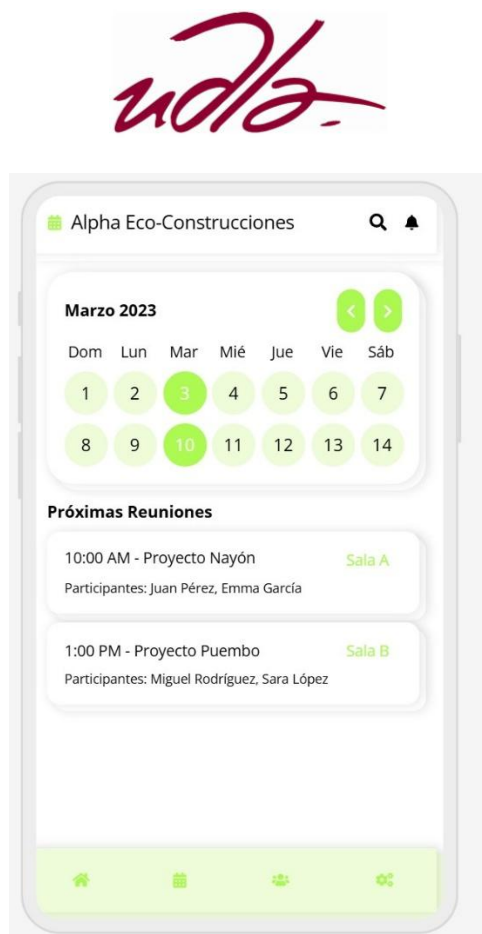 udla-
Alpha Eco-Construcciones
Marzo 2023
Dom Lun Mar Mié Jue Vie Sáb
1 2 3 4 5 6 7
8 9 10 11 12 13 14
Próximas Reuniones
10:00 AM - Proyecto Nayón Sala A
Participantes: Juan Pérez, Emma García
1:00 PM - Proyecto Puembo Sala B
Participantes: Miguel Rodríguez, Sara López